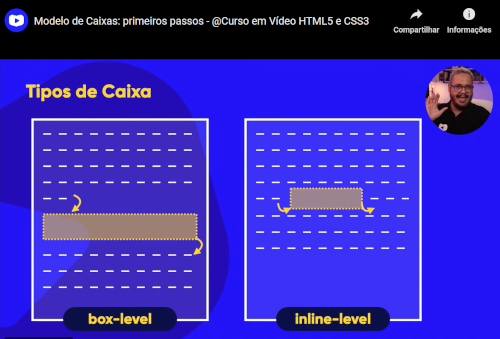 Modelo de Caixas: primeiros passos - @Curso em Vídeo HTML5 e CSS3
Compartilhar
Informações
Tipos de Caixa
box-level
inline-level